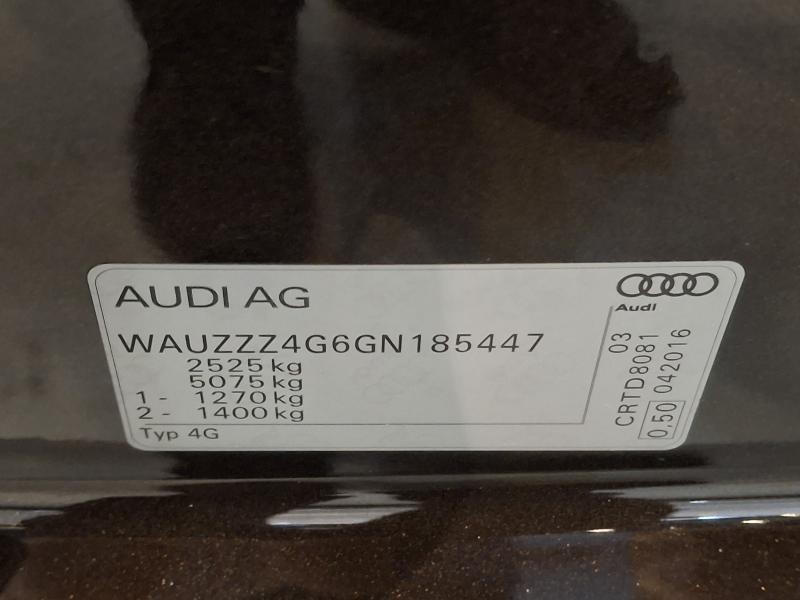 AUDI AG
Audi
WAUZZZ4G6GN185447
2525 kg
5075 kg
1 - 1270 kg
2 - 1400 kg
Typ 4G
03
CRTD8081
0,50 042016